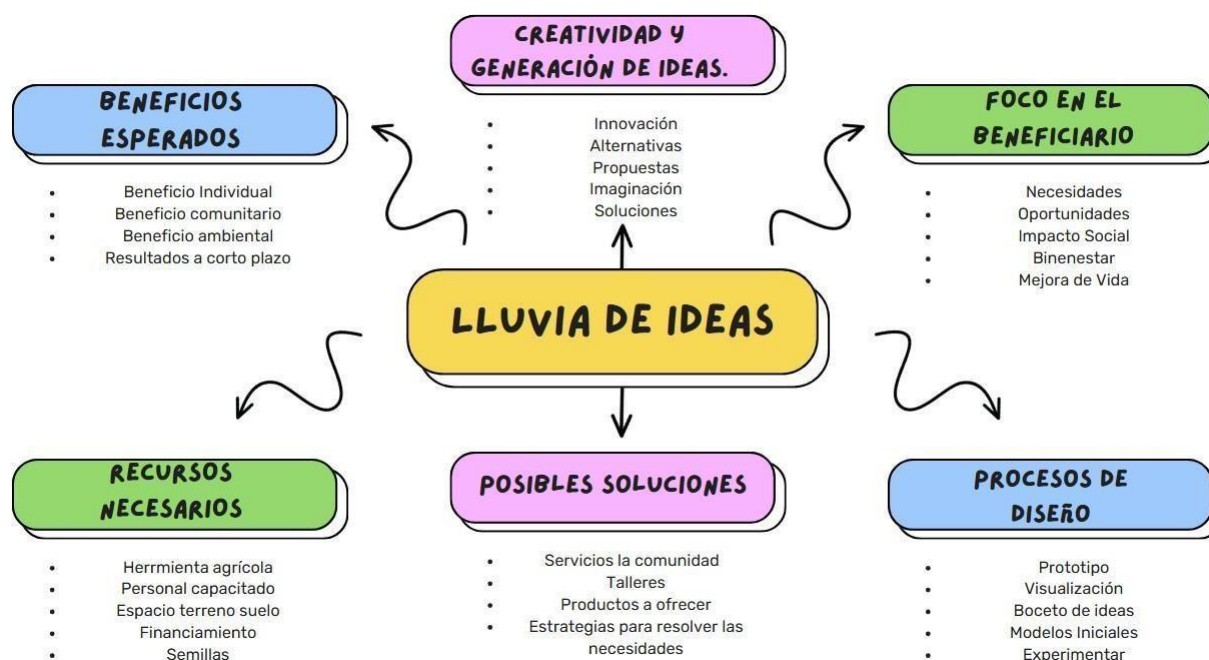 CREATIVIDAD Y
GENERACIÓN DE IDEAS.
• Innovación
• Alternativas
• Propuestas
• Imaginación
• Soluciones
BENEFICIOS
ESPERADOS
• Beneficio Individual
• Beneficio comunitario
• Beneficio ambiental
• Resultados a corto plazo
FOCO EN EL
BENEFICIARIO
• Necesidades
• Oportunidades
• Impacto Social
• Binenestar
• Mejora de Vida
LLUVIA DE IDEAS
RECURSOS
NECESARIOS
• Herrmienta agrícola
• Personal capacitado
• Espacio terreno suelo
• Financiamiento
• Semillas
POSIBLES SOLUCIONES
• Servicios la comunidad
• Talleres
• Productos a ofrecer
• Estrategias para resolver las
necesidades
PROCESOS DE
DISEÑO
• Prototipo
• Visualización
• Boceto de ideas
• Modelos Iniciales
• Experimentar